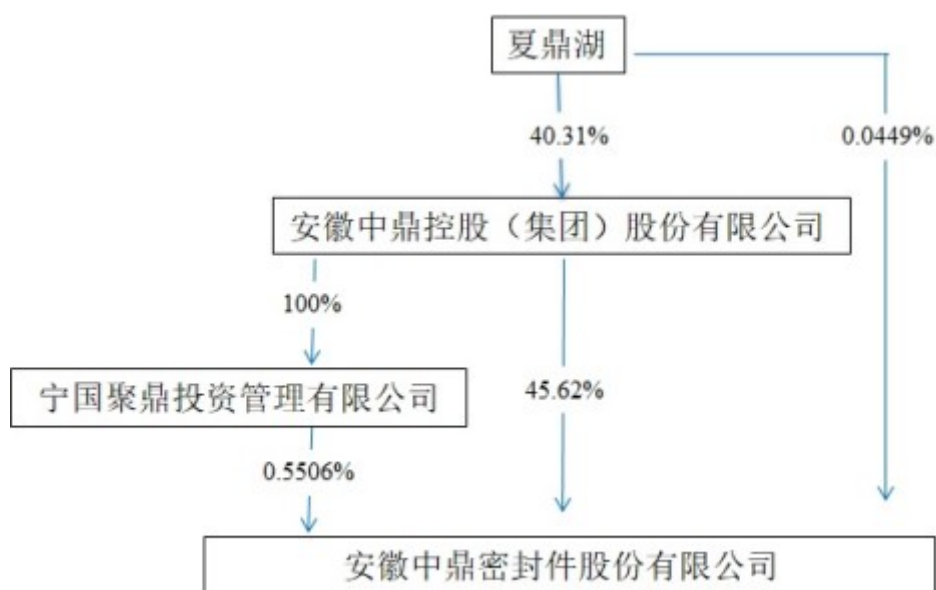 夏鼎湖
40.31%
0.0449%
安徽中鼎控股（集团）股份有限公司
100%
宁国聚鼎投资管理有限公司
45.62%
0.5506%
安徽中鼎密封件股份有限公司